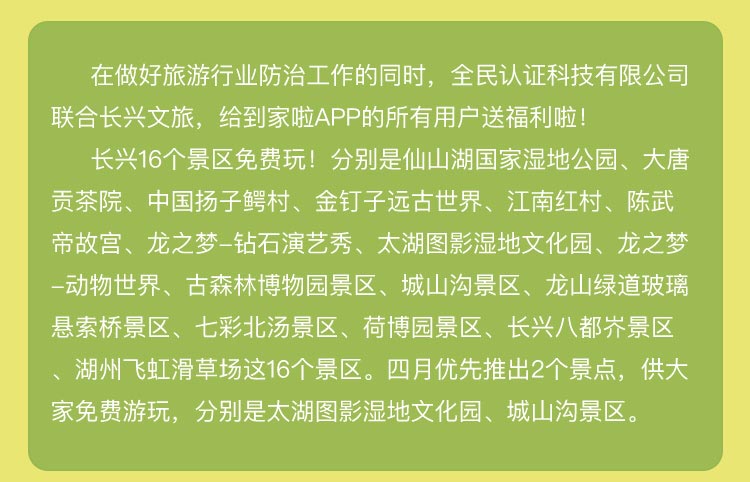 在做好旅游行业防治工作的同时，全民认证科技有限公司
联合长兴文旅，给到家啦APP的所有用户送福利啦！
长兴16个景区免费玩！分别是仙山湖国家湿地公园、大唐
贡茶院、中国扬子鳄村、金钉子远古世界、江南红村、陈武
帝故宫、龙之梦-钻石演艺秀、太湖图影湿地文化园、龙之梦
-动物世界、古森林博物园景区、城山沟景区、龙山绿道玻璃
悬索桥景区、七彩北汤景区、荷博园景区、长兴八都岕景区
、湖州飞虹滑草场这16个景区。四月优先推出2个景点，供大
家免费游玩，分别是太湖图影湿地文化园、城山沟景区。